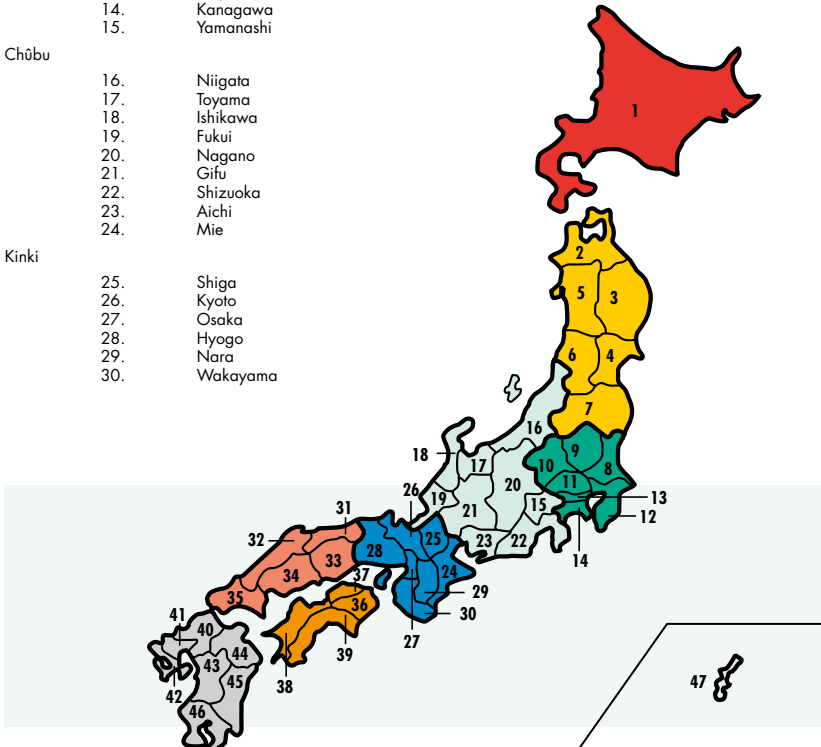 14. Kanagawa
15. Yamanashi
Chûbu
16. Niigata
17. Toyama
18. Ishikawa
19. Fukui
20. Nagano
21. Gifu
22. Shizuoka
23. Aichi
24. Mie
Kinki
25. Shiga
26. Kyoto
27. Osaka
28. Hyogo
29. Nara
30. Wakayama
1
2
5
3
6
4
7
16
9
18
17
10
8
11
20
26
19
13
15
12
31
21
32
25
23
22
28
14
33
37
24
34
29
35
36
30
41
40
39
27
44
43
42
38
45
47
46